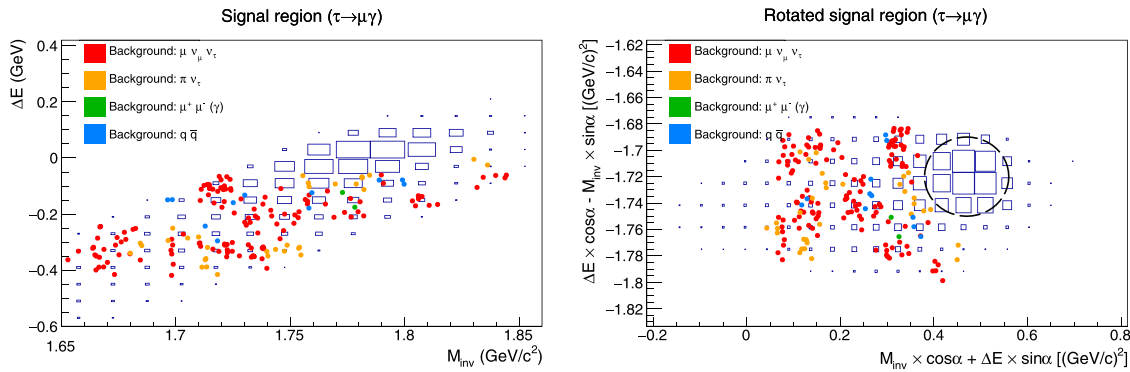 Signal region (τ→μγ)
ΔE (GeV)
0.4
0.2
0
−0.2
−0.4
−0.6
Background: μ ν_μ ν_τ
Background: π ν_τ
Background: μ⁺ μ⁻ (γ)
Background: q q̅
1.65
1.7
1.75
1.8
1.85
M_inv (GeV/c²)
Rotated signal region (τ→μγ)
ΔE × cosα - M_inv × sinα [(GeV/c)²]
−1.62
−1.64
−1.66
−1.68
−1.7
−1.72
−1.74
−1.76
−1.78
−1.8
−1.82
Background: μ ν_μ ν_τ
Background: π ν_τ
Background: μ⁺ μ⁻ (γ)
Background: q q̅
−0.2
0
0.2
0.4
0.6
0.8
M_inv × cosα + ΔE × sinα [(GeV/c)²]